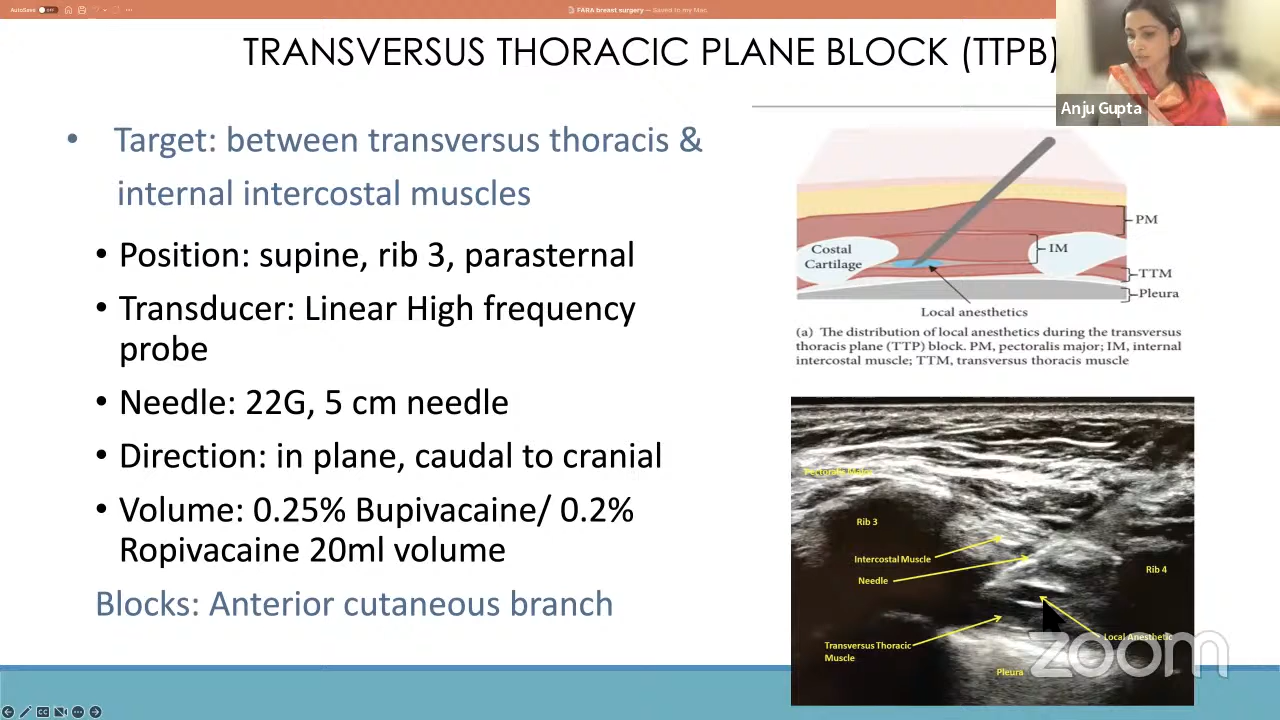 AutoSave OFF
FARA breast surgery — Saved to my Mac
TRANSVERSUS THORACIC PLANE BLOCK (TTPB)
Anju Gupta
• Target: between transversus thoracis &
internal intercostal muscles
• Position: supine, rib 3, parasternal
• Transducer: Linear High frequency
probe
• Needle: 22G, 5 cm needle
• Direction: in plane, caudal to cranial
• Volume: 0.25% Bupivacaine/ 0.2%
Ropivacaine 20ml volume
Blocks: Anterior cutaneous branch
PM
Costal
Cartilage
IM
TTM
Pleura
Local anesthetics
(a) The distribution of local anesthetics during the transversus
thoracis plane (TTP) block. PM, pectoralis major; IM, internal
intercostal muscle; TTM, transversus thoracis muscle
Pectoralis Major
Rib 3
Intercostal Muscle
Rib 4
Needle
Local Anesthetic
Transversus Thoracic
Muscle
Pleura
zoom
CC